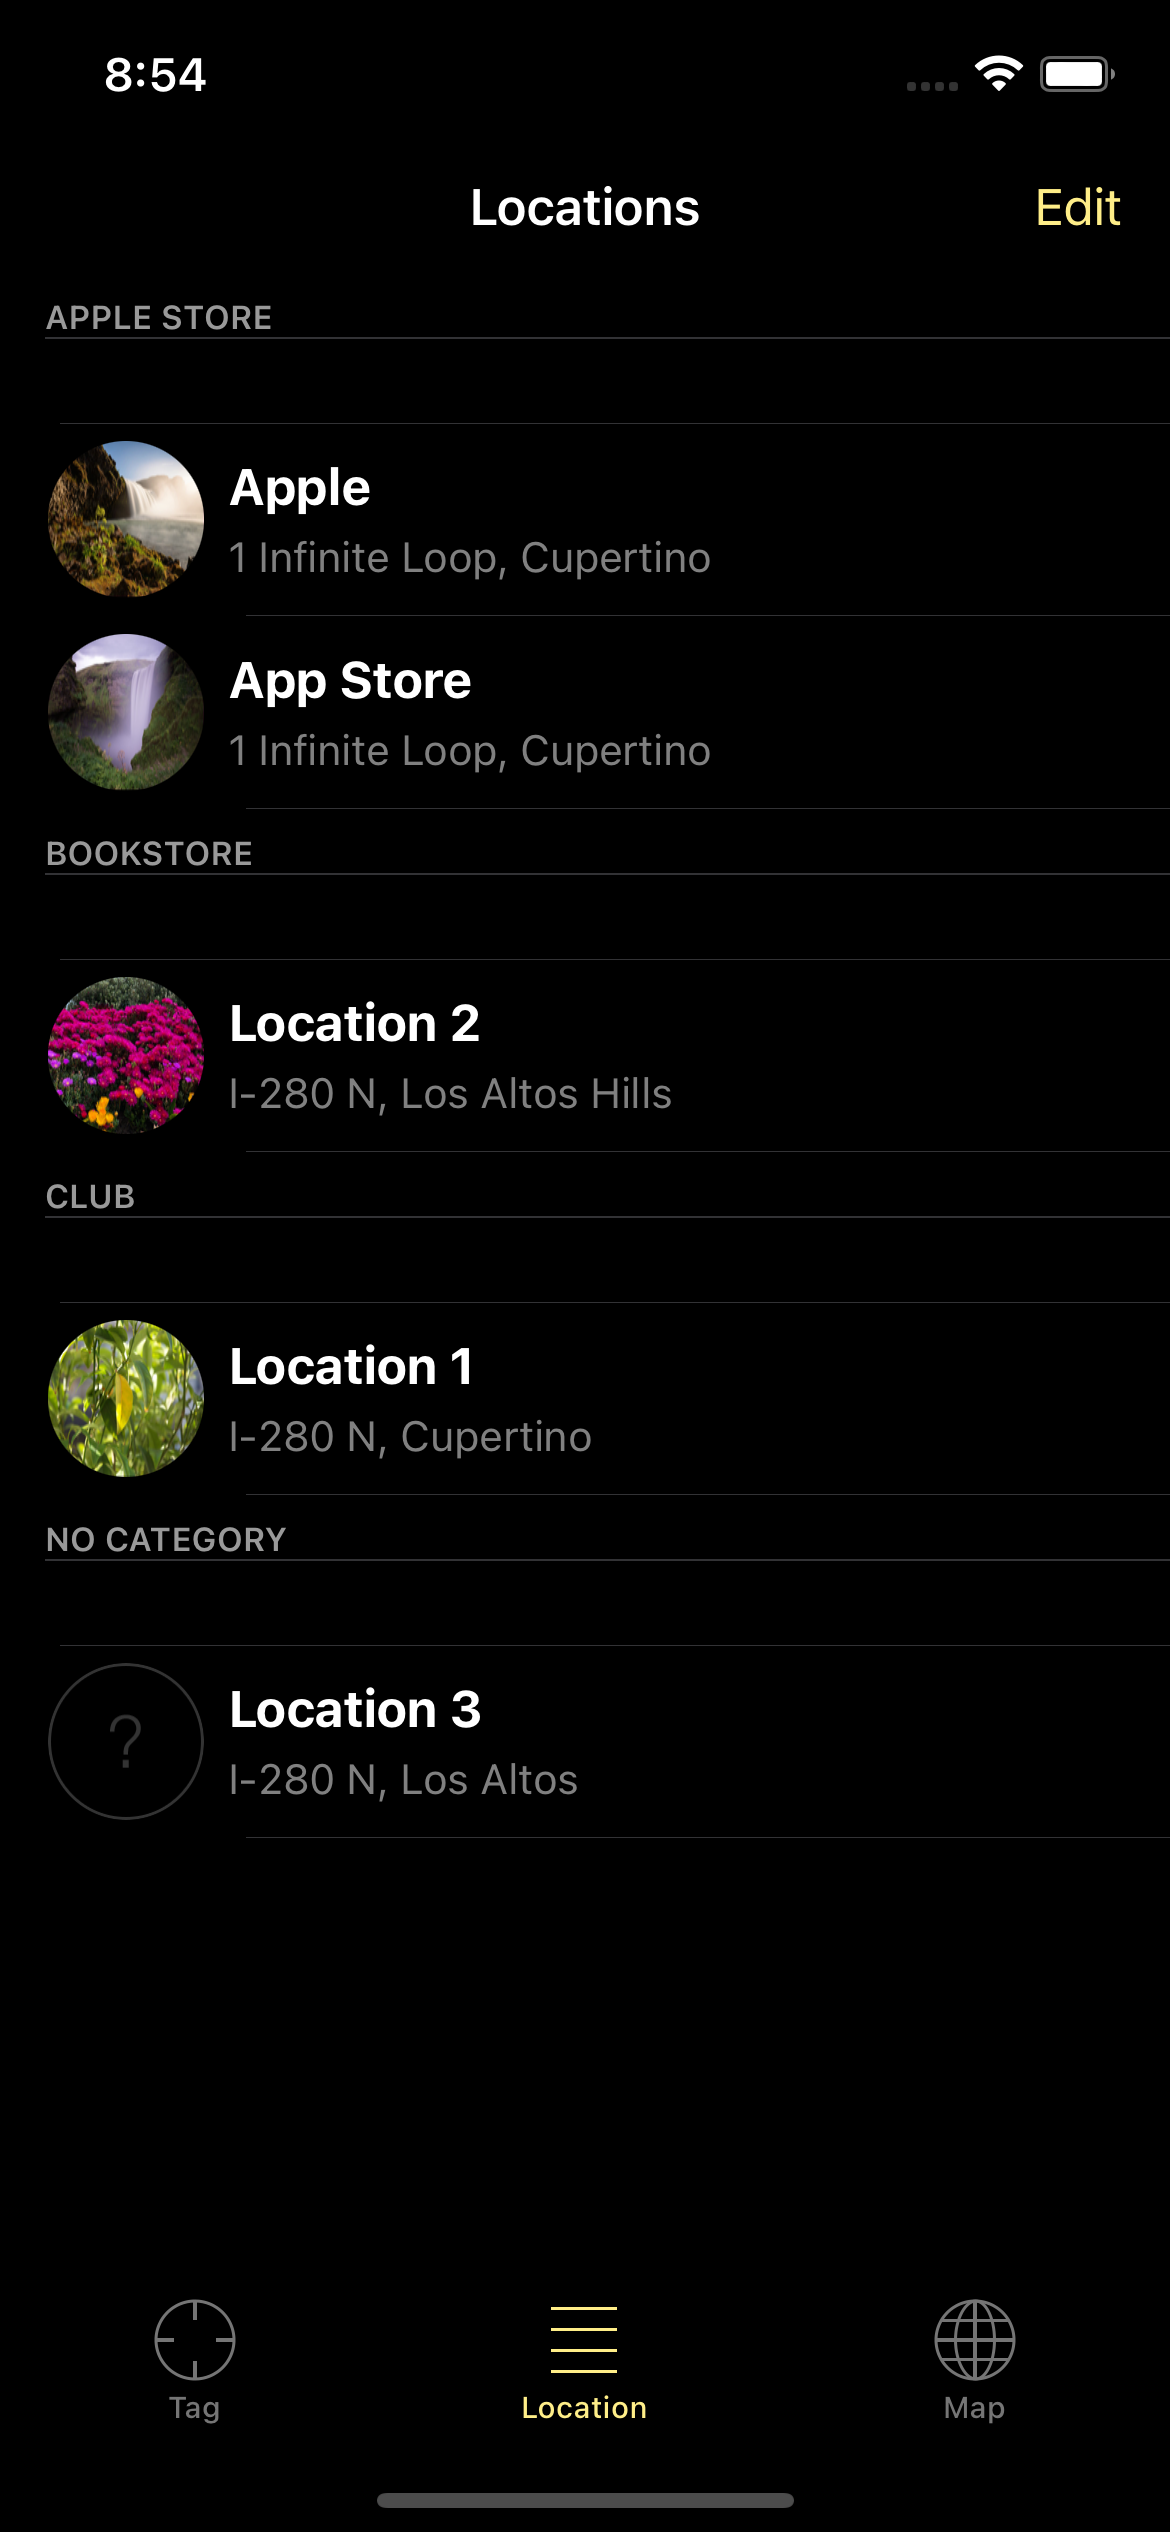 8:54
Locations
Edit
APPLE STORE
Apple
1 Infinite Loop, Cupertino
App Store
1 Infinite Loop, Cupertino
BOOKSTORE
Location 2
I-280 N, Los Altos Hills
CLUB
Location 1
I-280 N, Cupertino
NO CATEGORY
?
Location 3
I-280 N, Los Altos
Tag
Location
Map